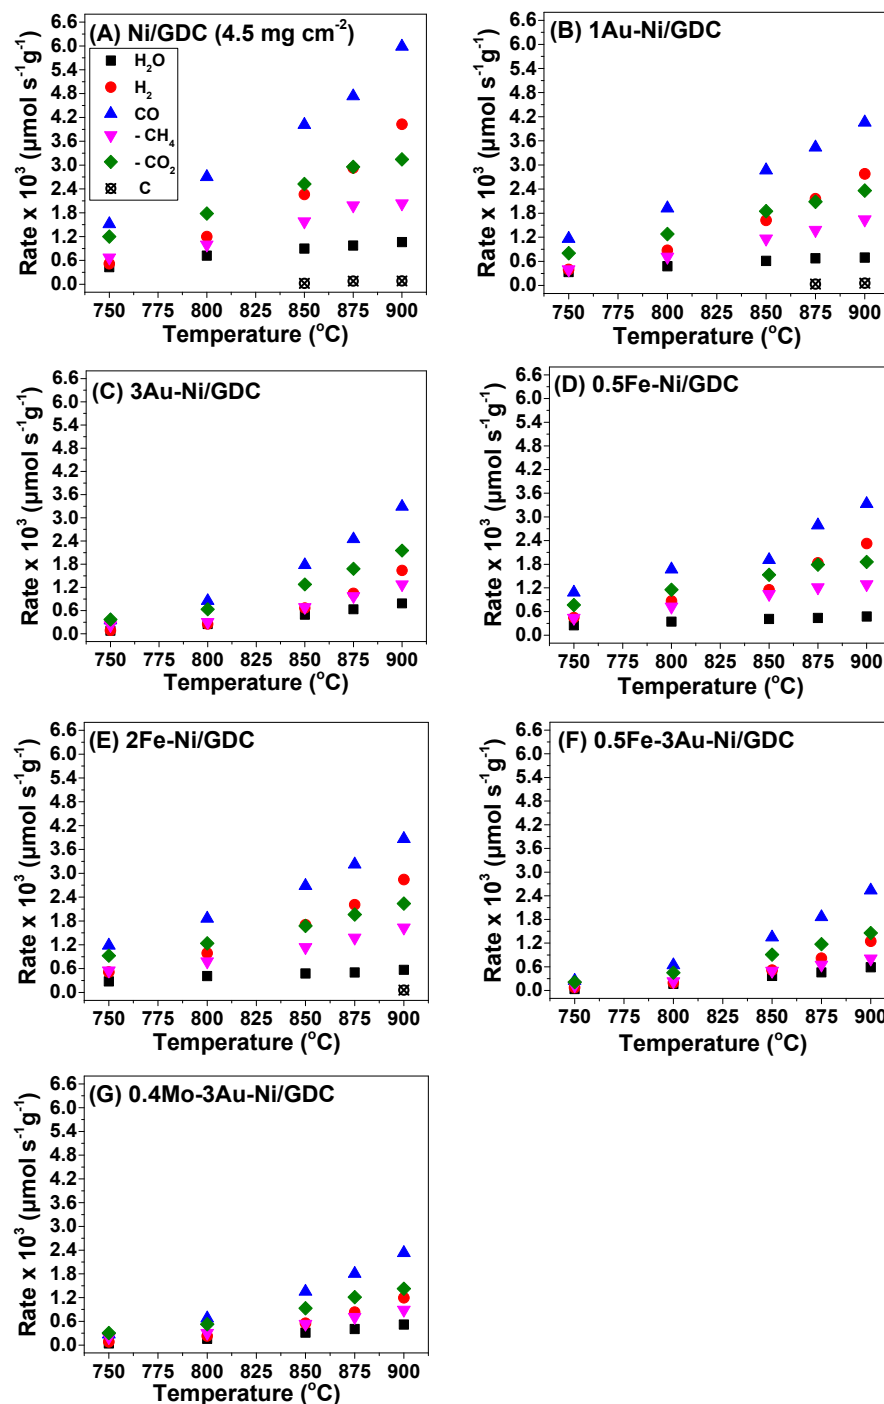 (A) Ni/GDC (4.5 mg cm⁻²)
H₂O
H₂
CO
- CH₄
- CO₂
C
6.6
6.0
5.4
4.8
4.2
3.6
3.0
2.4
1.8
1.2
0.6
0.0
Rate x 10³ (μmol s⁻¹g⁻¹)
750 775 800 825 850 875 900
Temperature (°C)
(B) 1Au-Ni/GDC
6.6
6.0
5.4
4.8
4.2
3.6
3.0
2.4
1.8
1.2
0.6
0.0
Rate x 10³ (μmol s⁻¹g⁻¹)
750 775 800 825 850 875 900
Temperature (°C)
(C) 3Au-Ni/GDC
6.6
6.0
5.4
4.8
4.2
3.6
3.0
2.4
1.8
1.2
0.6
0.0
Rate x 10³ (μmol s⁻¹g⁻¹)
750 775 800 825 850 875 900
Temperature (°C)
(D) 0.5Fe-Ni/GDC
6.6
6.0
5.4
4.8
4.2
3.6
3.0
2.4
1.8
1.2
0.6
0.0
Rate x 10³ (μmol s⁻¹g⁻¹)
750 775 800 825 850 875 900
Temperature (°C)
(E) 2Fe-Ni/GDC
6.6
6.0
5.4
4.8
4.2
3.6
3.0
2.4
1.8
1.2
0.6
0.0
Rate x 10³ (μmol s⁻¹g⁻¹)
750 775 800 825 850 875 900
Temperature (°C)
(F) 0.5Fe-3Au-Ni/GDC
6.6
6.0
5.4
4.8
4.2
3.6
3.0
2.4
1.8
1.2
0.6
0.0
Rate x 10³ (μmol s⁻¹g⁻¹)
750 775 800 825 850 875 900
Temperature (°C)
(G) 0.4Mo-3Au-Ni/GDC
6.6
6.0
5.4
4.8
4.2
3.6
3.0
2.4
1.8
1.2
0.6
0.0
Rate x 10³ (μmol s⁻¹g⁻¹)
750 775 800 825 850 875 900
Temperature (°C)